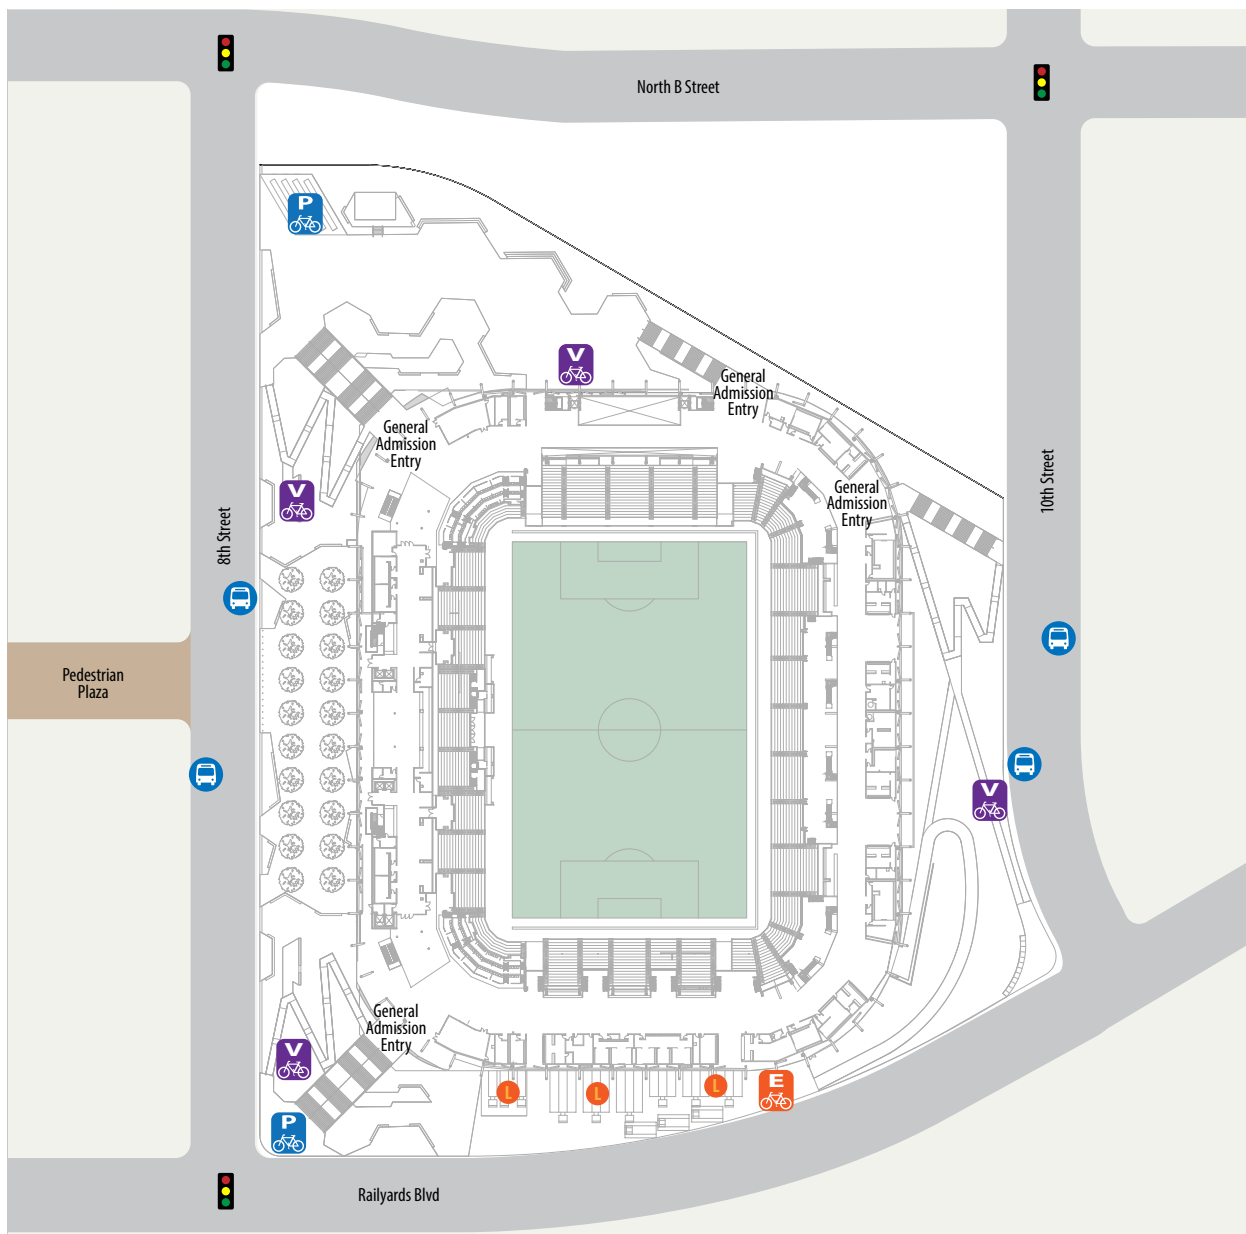 North B Street
P
V
General
Admission
Entry
General
Admission
Entry
V
General
Admission
Entry
10th Street
8th Street
Pedestrian
Plaza
V
General
Admission
Entry
V
L
L
L
E
P
Railyards Blvd